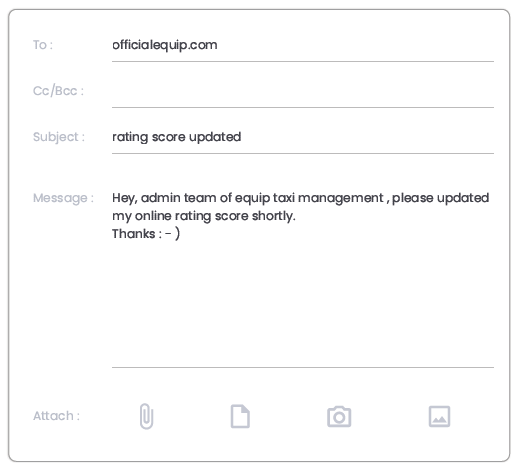 To :
officialequip.com
Cc/Bcc :
Subject :
rating score updated
Message :
Hey, admin team of equip taxi management , please updated
my online rating score shortly.
Thanks : - )
Attach :